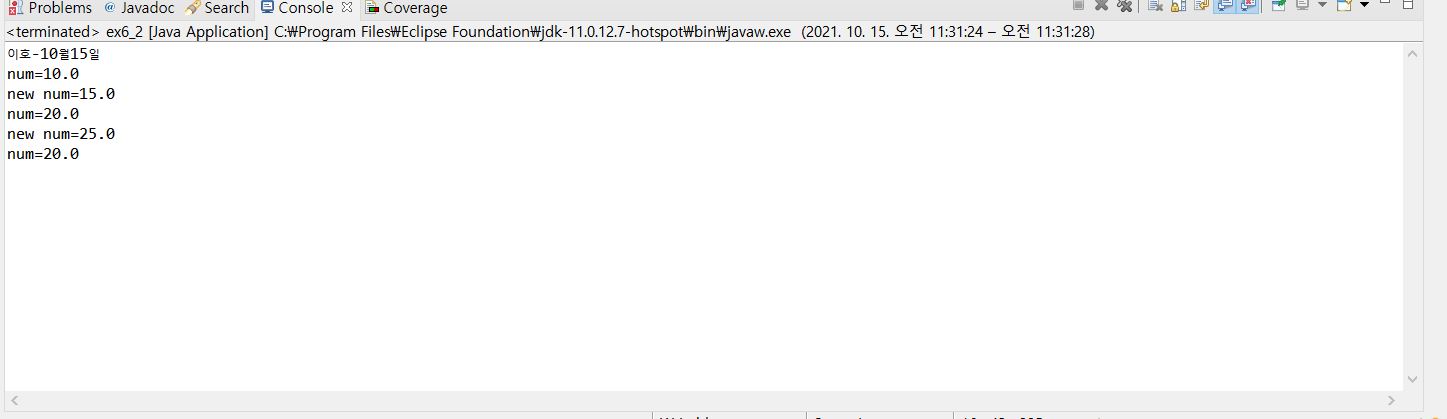 Problems @ Javadoc Search Console Coverage
<terminated> ex6_2 [Java Application] C:₩Program Files₩Eclipse Foundation₩jdk-11.0.12.7-hotspot₩bin₩javaw.exe (2021. 10. 15. 오전 11:31:24 – 오전 11:31:28)
이호-10월15일
num=10.0
new num=15.0
num=20.0
new num=25.0
num=20.0